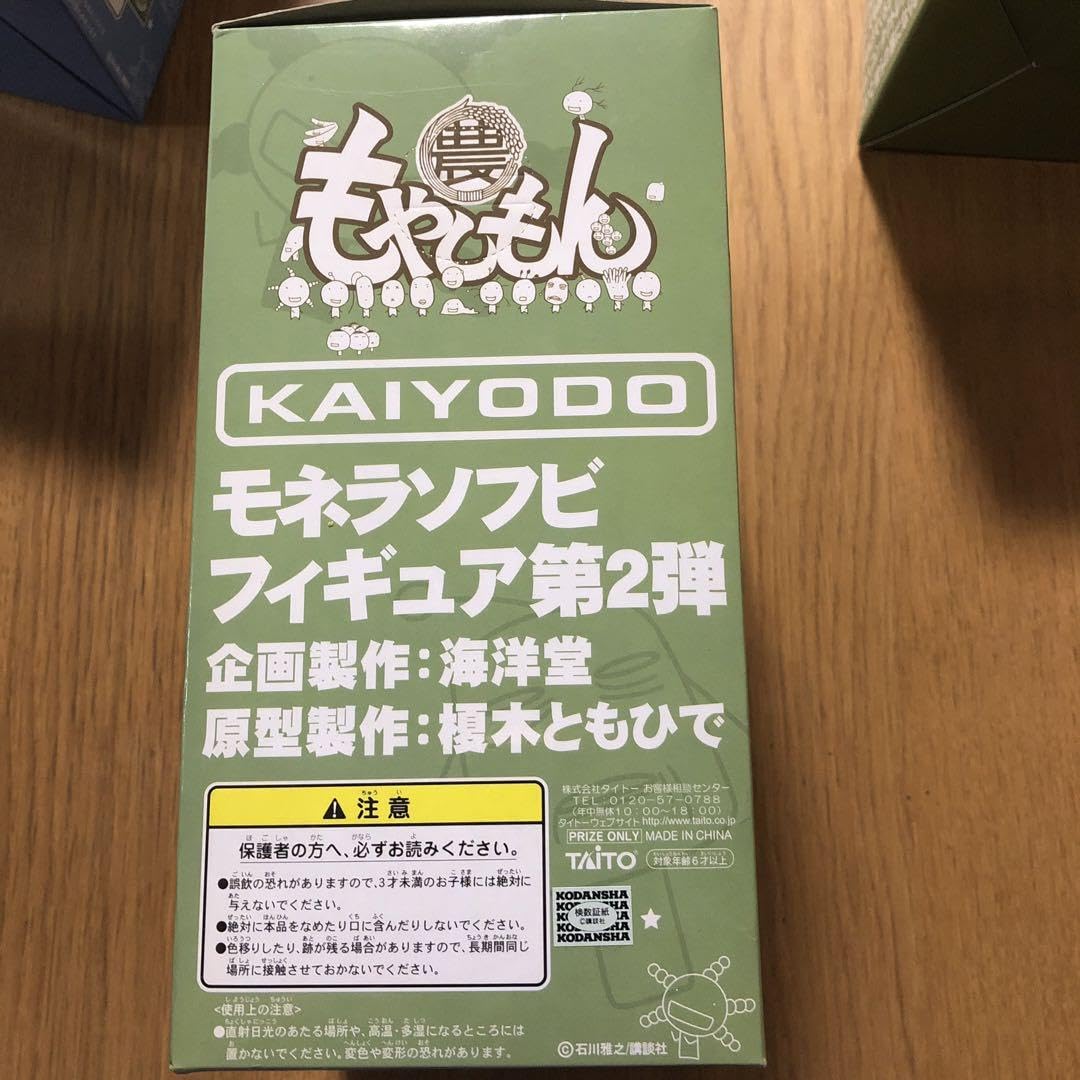 農
もやしもん
KAIYODO
モネラソフビ
フィギュア第2弾
企画製作：海洋堂
原型製作：榎木ともひで
注意
保護者の方へ、必ずお読みください。
●誤飲の恐れがありますので、3才未満のお子様には絶対に
与えないでください。
●絶対に本品をなめたり口に含んだりしないでください。
●色移りしたり、跡が残る場合がありますので、長期間同じ
場所に接触させておかないでください。
<使用上の注意>
●直射日光のあたる場所や、高温・多湿になるところには
置かないでください。変色や変形の恐れがあります。
株式会社タイトー お客様相談センター
TEL:0120-57-0788
(年中無休10:00〜18:00)
タイトーウェブサイト http://www.taito.co.jp
PRIZE ONLY MADE IN CHINA
TAITO 対象年齢6才以上
KODANSHA
検数証紙
©講談社
KODANSHA
©石川雅之/講談社